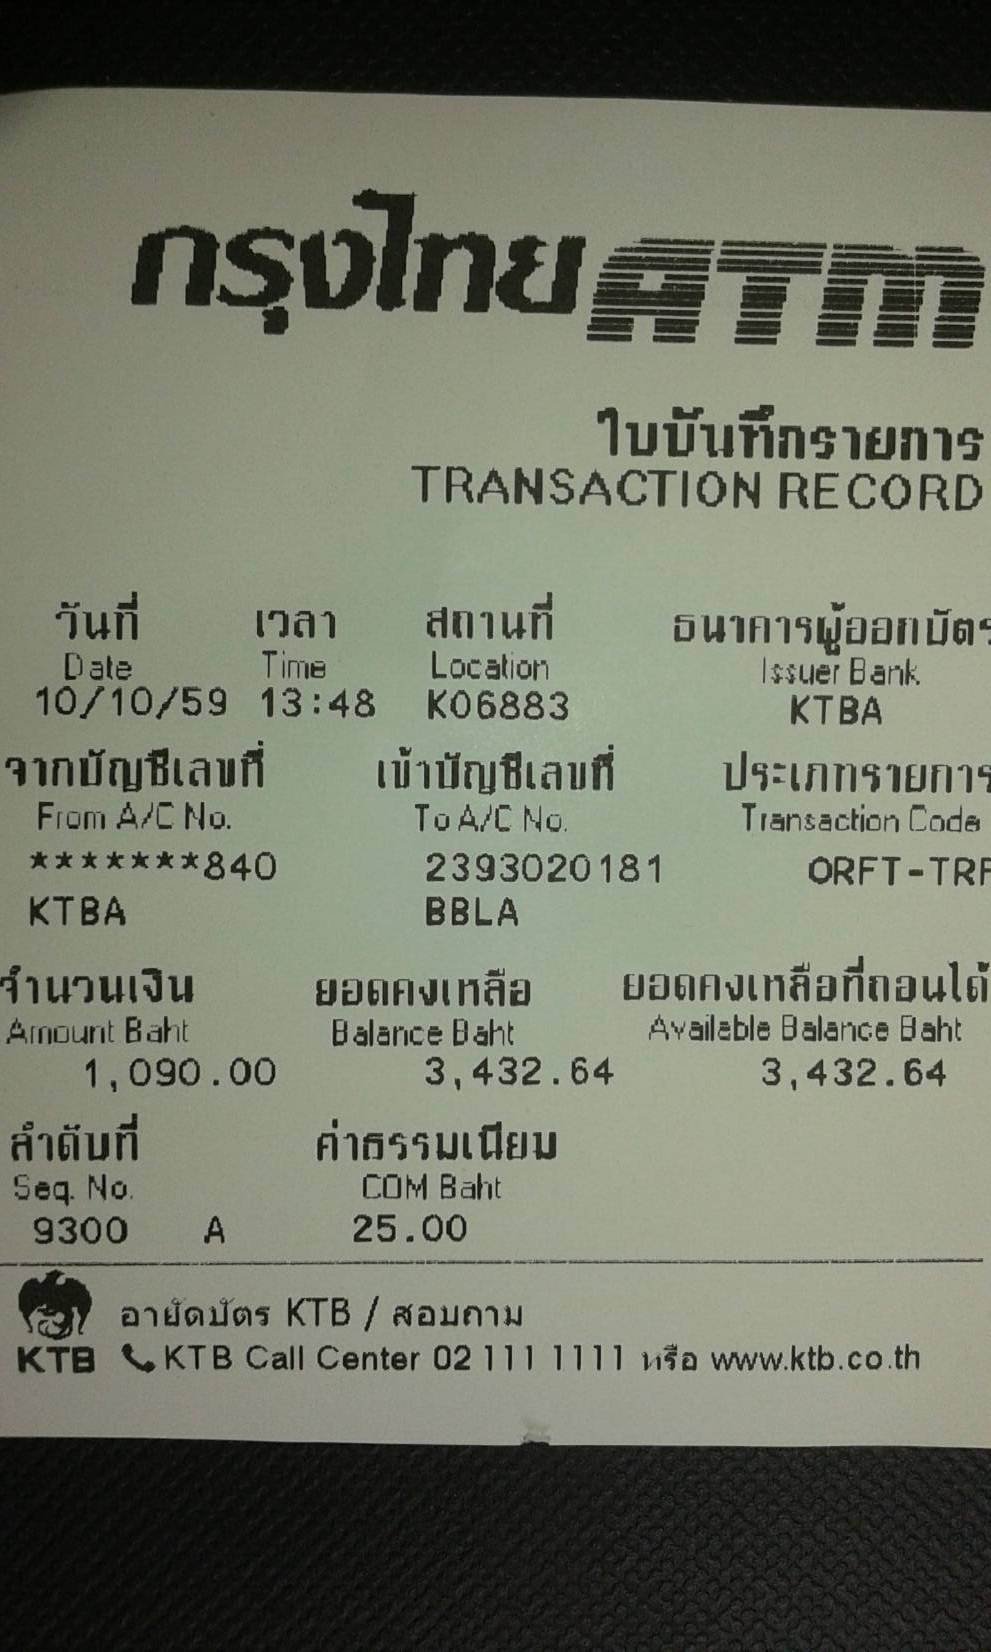 กรุงไทย ATM
ใบบันทึกรายการ
TRANSACTION RECORD
วันที่ เวลา สถานที่ ธนาคารผู้ออกบัตร
Date Time Location Issuer Bank
10/10/59 13:48 K06883 KTBA
จากบัญชีเลขที่ เข้าบัญชีเลขที่ ประเภทรายการ
From A/C No. To A/C No. Transaction Code
*******840 2393020181 ORFT-TRF
KTBA BBLA
จำนวนเงิน ยอดคงเหลือ ยอดคงเหลือที่ถอนได้
Amount Baht Balance Baht Available Balance Baht
1,090.00 3,432.64 3,432.64
ลำดับที่ ค่าธรรมเนียม
Seq. No. COM Baht
9300 A 25.00
อายัดบัตร KTB / สอบถาม
KTB KTB Call Center 02 111 1111 หรือ www.ktb.co.th